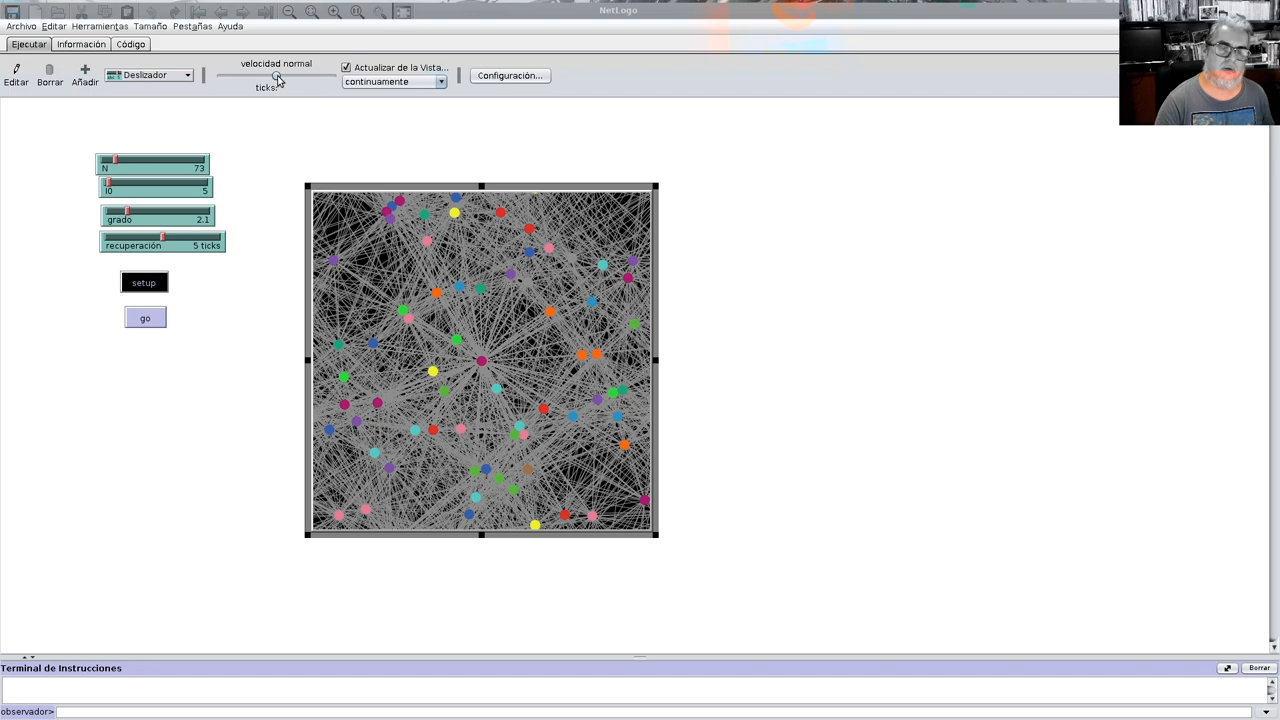 NetLogo
Archivo Editar Herramientas Tamaño Pestañas Ayuda
Ejecutar Información Código
velocidad normal
Actualizar de la Vista...
Deslizador
continuamente
Configuración...
Editar Borrar Añadir
ticks:
N 73
I0 5
grado 2.1
recuperación 5 ticks
setup
go
Terminal de Instrucciones
Borrar
observador>